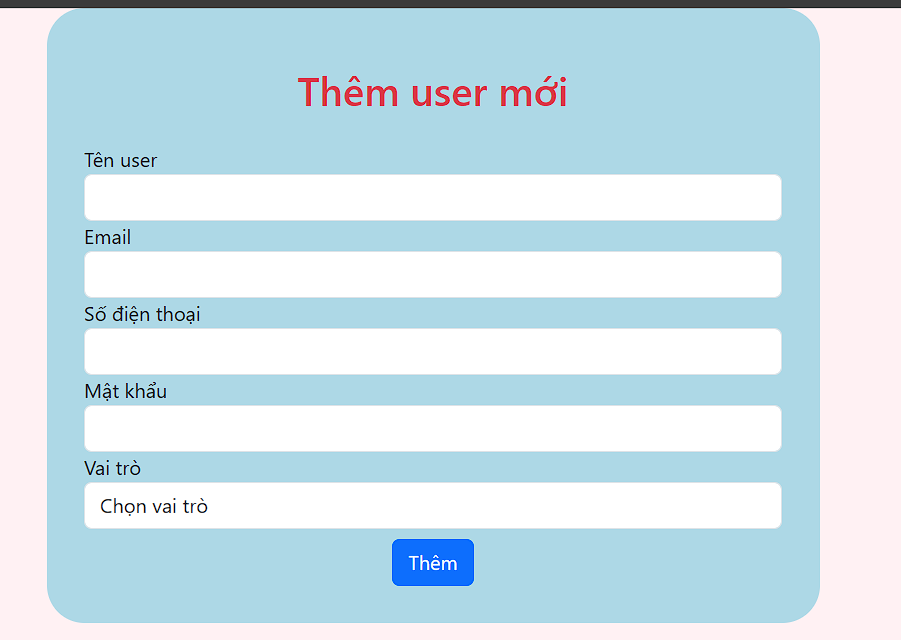 Thêm user mới
Tên user
Email
Số điện thoại
Mật khẩu
Vai trò
Chọn vai trò
Thêm